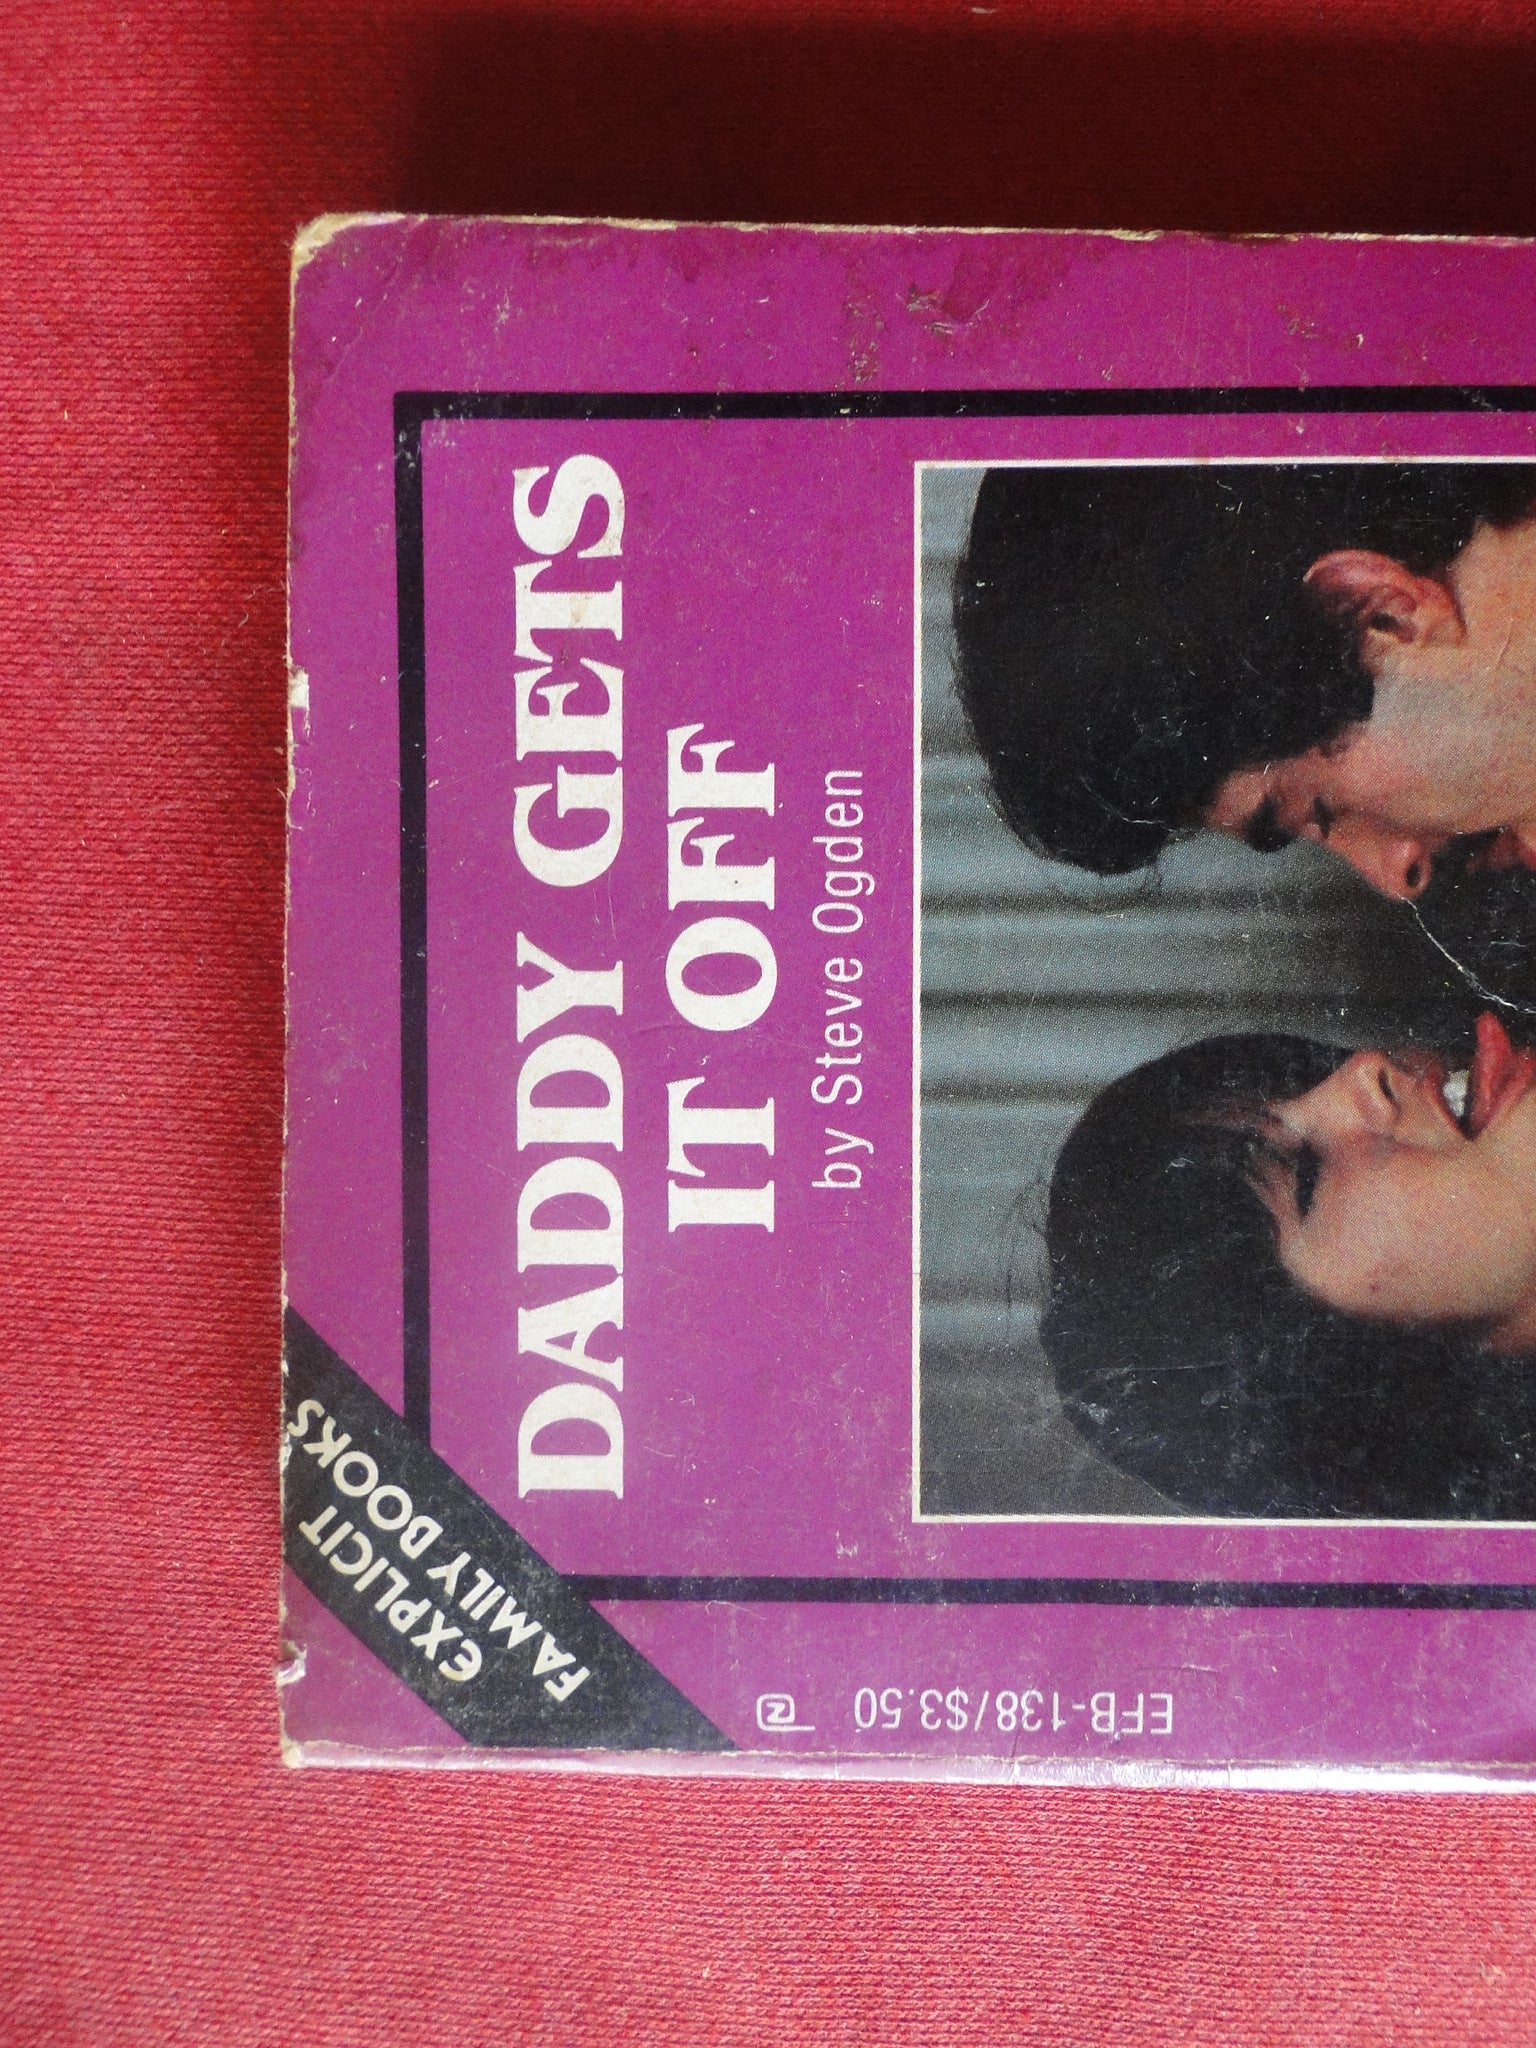 EXPLICIT
FAMILY BOOKS
DADDY GETS
IT OFF
by Steve Ogden
EFB-138/$3.50